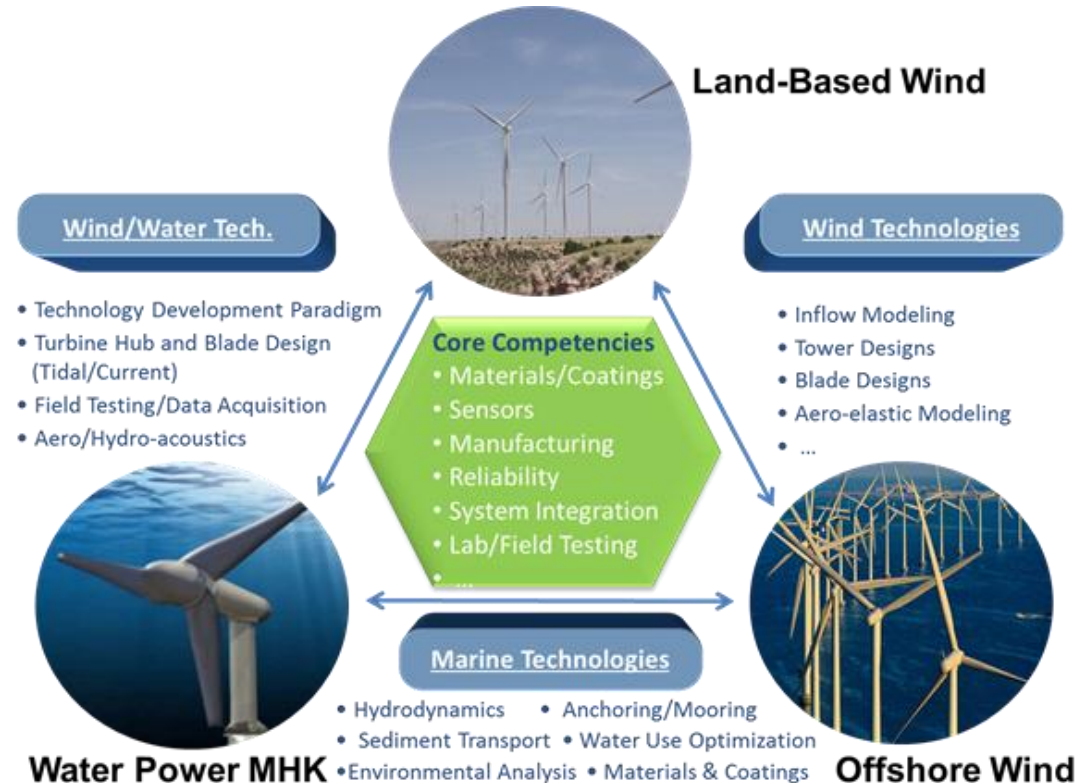 Land-Based Wind
Wind/Water Tech.
• Technology Development Paradigm
• Turbine Hub and Blade Design
(Tidal/Current)
• Field Testing/Data Acquisition
• Aero/Hydro-acoustics
Wind Technologies
• Inflow Modeling
• Tower Designs
• Blade Designs
• Aero-elastic Modeling
• ...
Core Competencies
• Materials/Coatings
• Sensors
• Manufacturing
• Reliability
• System Integration
• Lab/Field Testing
• ...
Marine Technologies
• Hydrodynamics • Anchoring/Mooring
• Sediment Transport • Water Use Optimization
• Environmental Analysis • Materials & Coatings
Water Power MHK
Offshore Wind